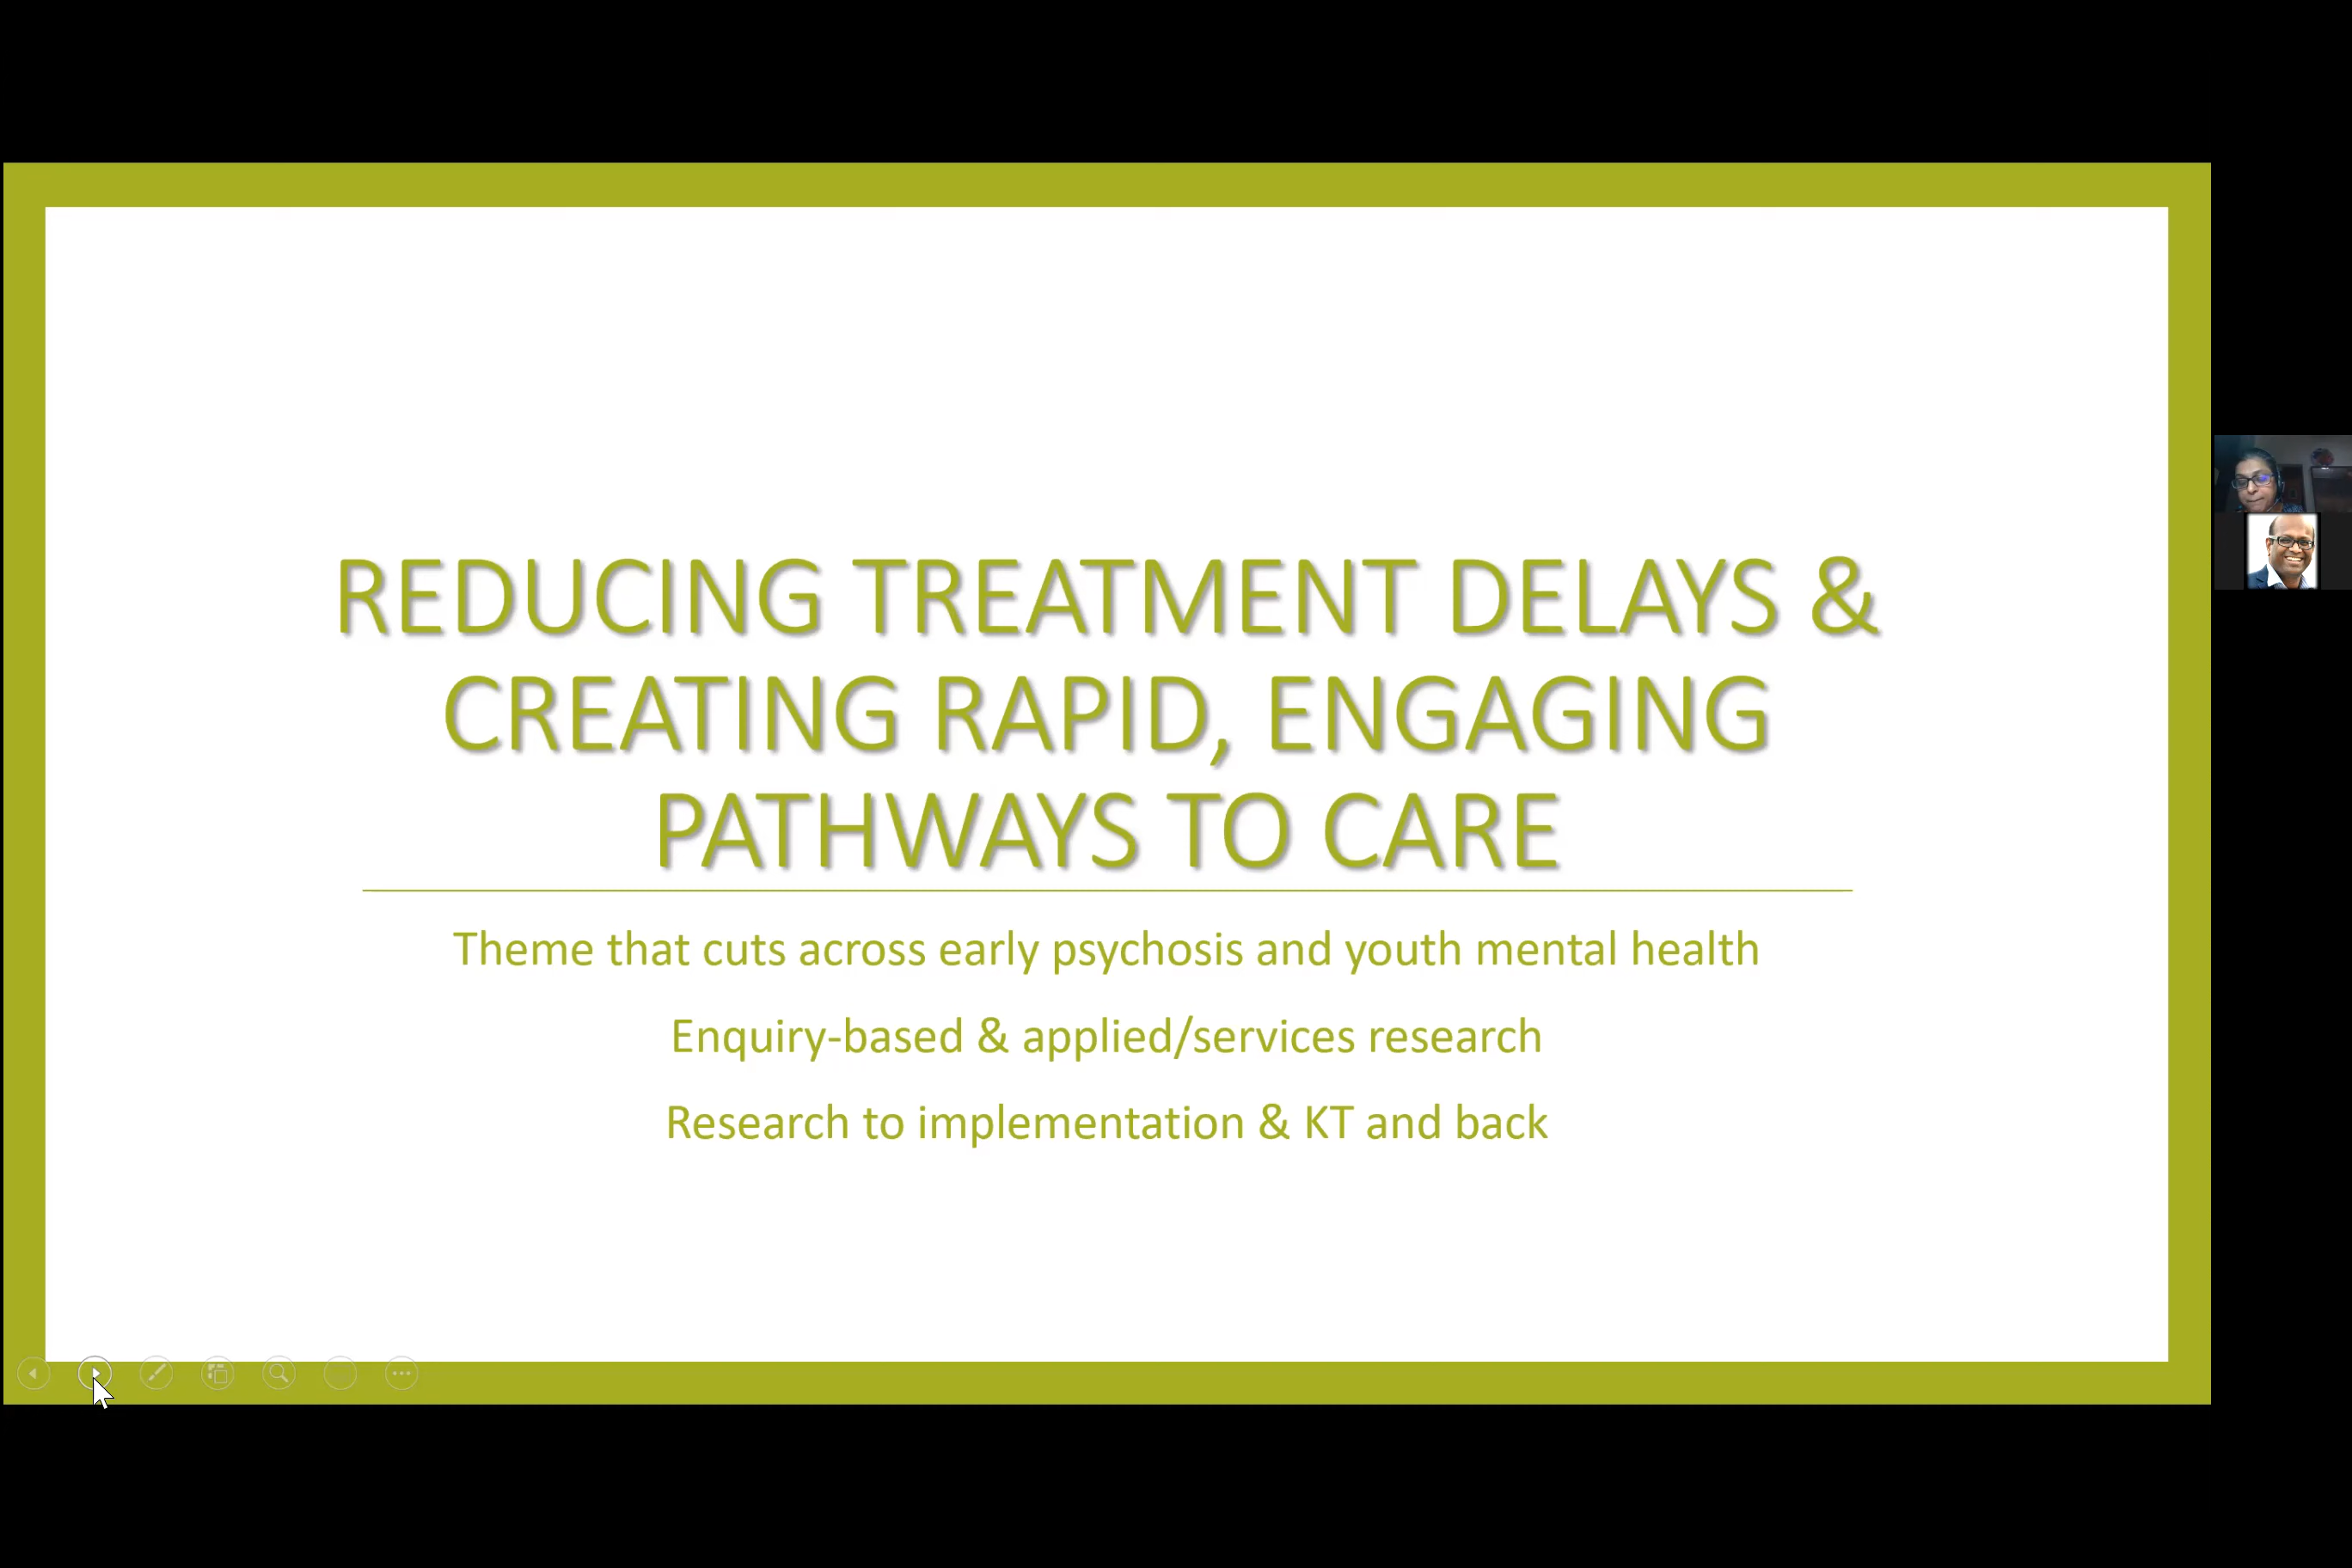 REDUCING TREATMENT DELAYS &
CREATING RAPID, ENGAGING
PATHWAYS TO CARE
Theme that cuts across early psychosis and youth mental health
Enquiry-based & applied/services research
Research to implementation & KT and back